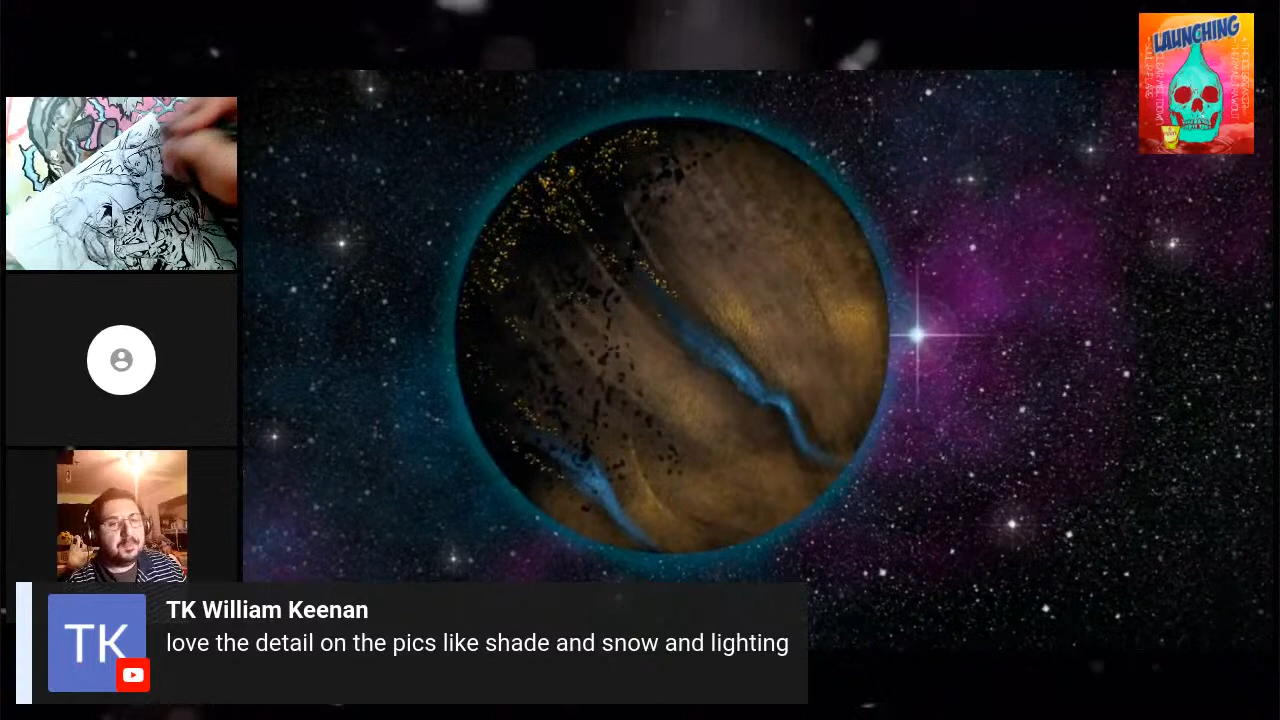 LAUNCHING
TK
TK William Keenan
love the detail on the pics like shade and snow and lighting